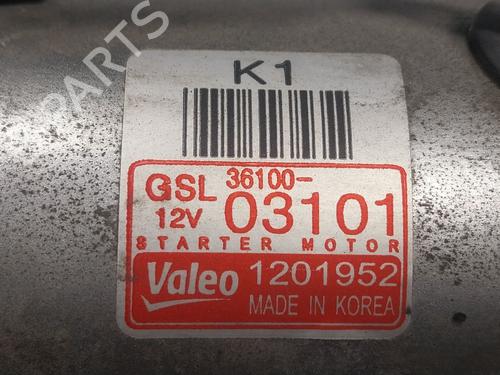 PARTS
K1
GSL 36100-
12V 03101
STARTER MOTOR
Valeo 1201952
MADE IN KOREA